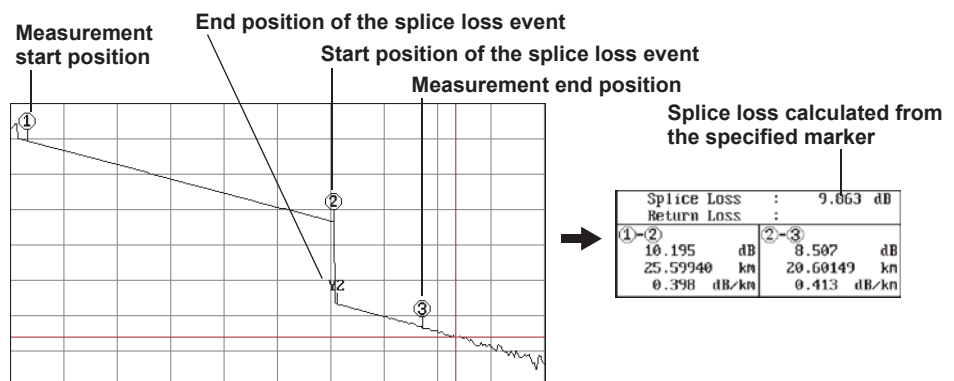 End position of the splice loss event
Measurement
start position
Start position of the splice loss event
Measurement end position
Splice loss calculated from
the specified marker
①
②
Y2
③
Splice Loss : 9.863 dB
Return Loss :
①-② ②-③
10.195 dB 8.507 dB
25.59940 km 20.60149 km
0.398 dB/km 0.413 dB/km